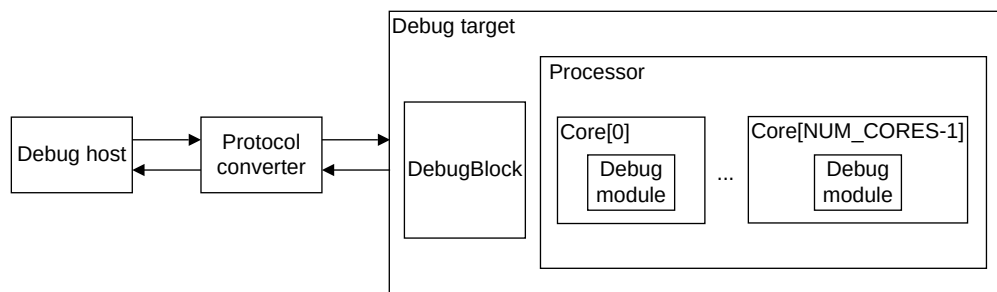 Debug target
Processor
Debug host
Protocol
converter
DebugBlock
Core[0]
Debug
module
...
Core[NUM_CORES-1]
Debug
module